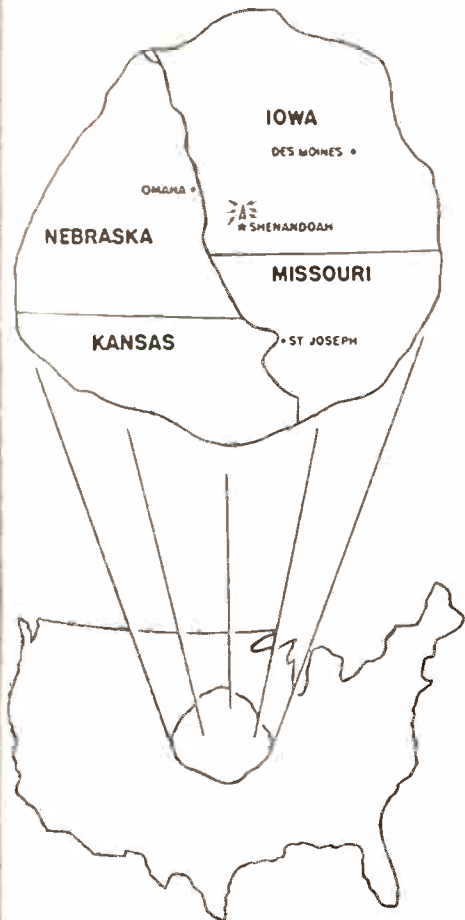 IOWA
DES MOINES
OMAHA
SHENANDOAH
NEBRASKA
MISSOURI
KANSAS
ST JOSEPH